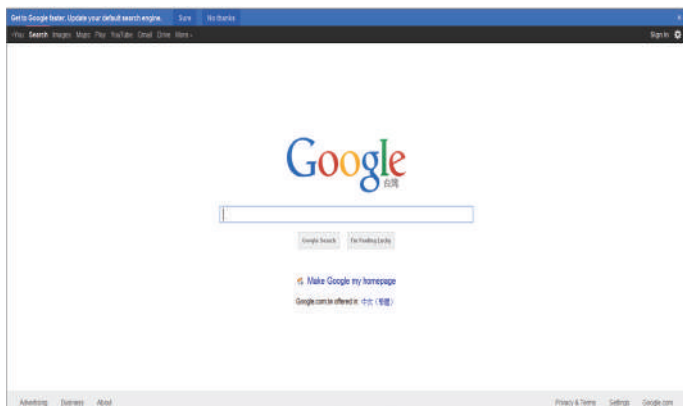 Get to Google faster. Update your default search engine. Sure No thanks x
+You Search Images Maps Play YouTube Gmail Drive More Sign in
Google
台灣
Google Search I'm Feeling Lucky
Make Google my homepage
Google.com.tw offered in: 中文（繁體）
Advertising Business About Privacy & Terms Settings Google.com